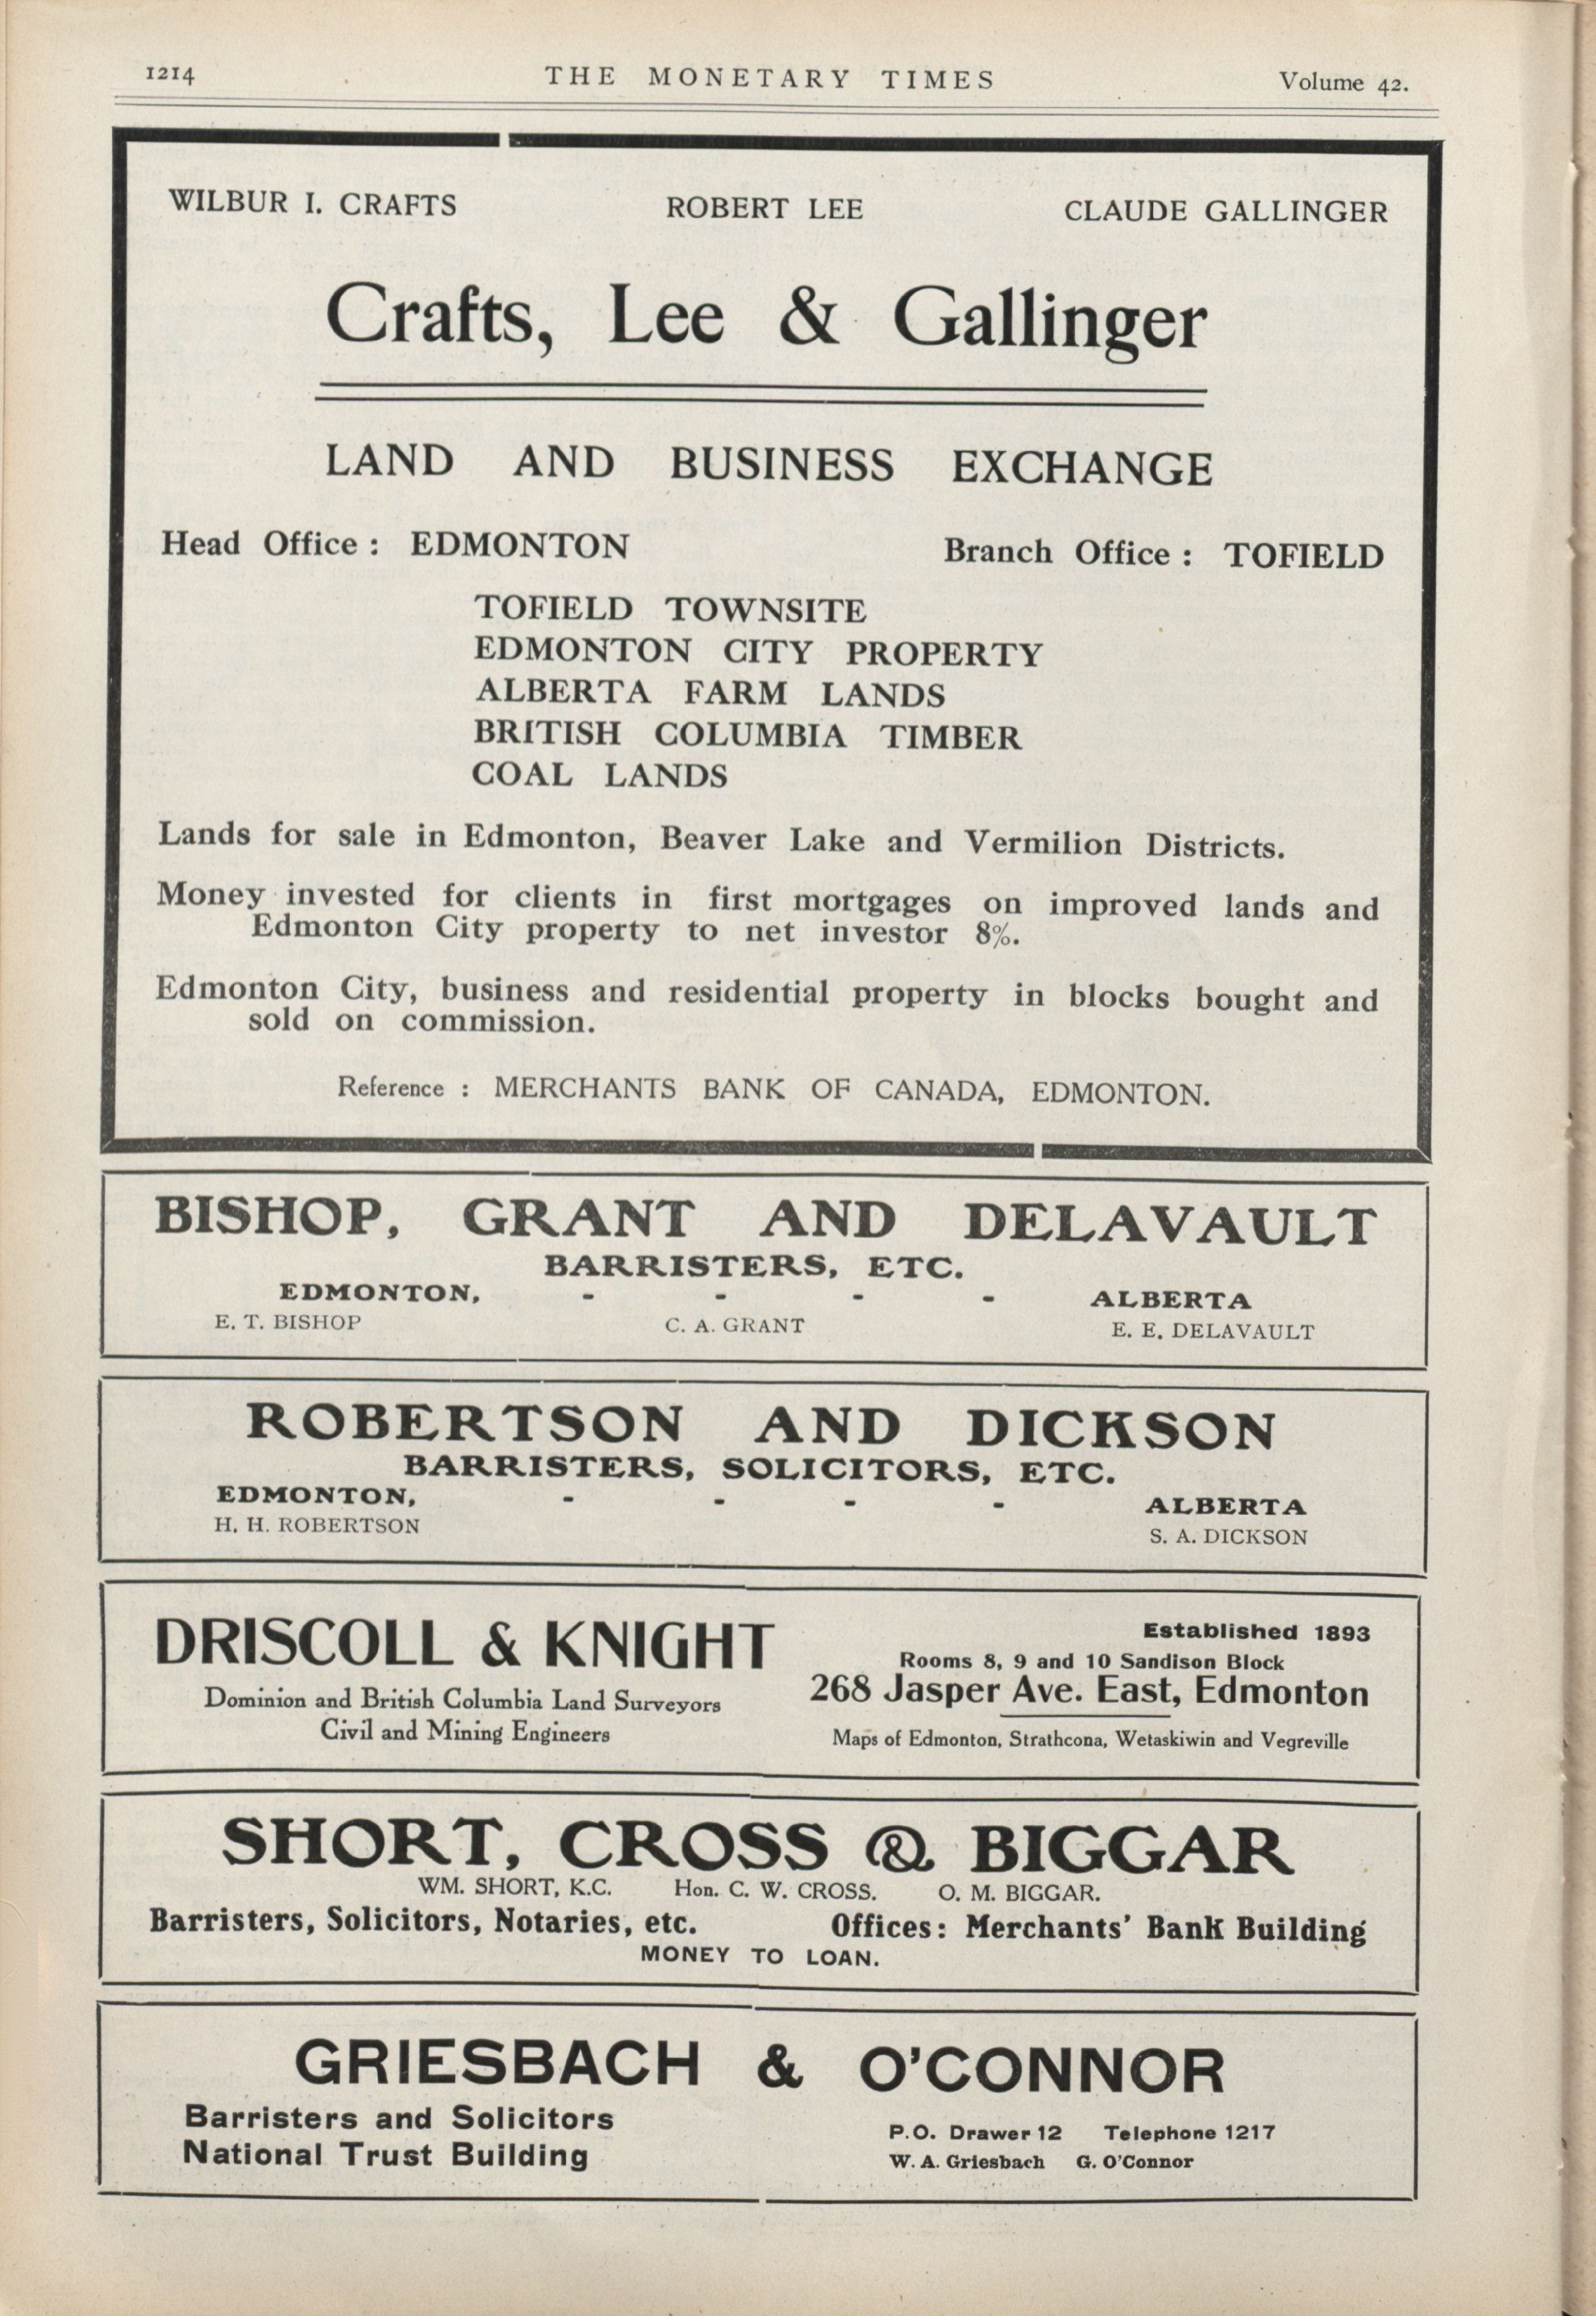 1214 THE MONETARY TIMES Volume 42.
WILBUR I. CRAFTS ROBERT LEE CLAUDE GALLINGER
Crafts, Lee & Gallinger
LAND AND BUSINESS EXCHANGE
Head Office : EDMONTON Branch Office : TOFIELD
TOFIELD TOWNSITE
EDMONTON CITY PROPERTY
ALBERTA FARM LANDS
BRITISH COLUMBIA TIMBER
COAL LANDS
Lands for sale in Edmonton, Beaver Lake and Vermilion Districts.
Money invested for clients in first mortgages on improved lands and
Edmonton City property to net investor 8%.
Edmonton City, business and residential property in blocks bought and
sold on commission.
Reference : MERCHANTS BANK OF CANADA, EDMONTON.
BISHOP, GRANT AND DELAVAULT
BARRISTERS, ETC.
EDMONTON, - - - - ALBERTA
E. T. BISHOP C. A. GRANT E. E. DELAVAULT
ROBERTSON AND DICKSON
BARRISTERS, SOLICITORS, ETC.
EDMONTON, - - - - ALBERTA
H. H. ROBERTSON S. A. DICKSON
DRISCOLL & KNIGHT
Dominion and British Columbia Land Surveyors
Civil and Mining Engineers
Established 1893
Rooms 8, 9 and 10 Sandison Block
268 Jasper Ave. East, Edmonton
Maps of Edmonton, Strathcona, Wetaskiwin and Vegreville
SHORT, CROSS & BIGGAR
WM. SHORT, K.C. Hon. C. W. CROSS. O. M. BIGGAR.
Barristers, Solicitors, Notaries, etc. Offices: Merchants' Bank Building
MONEY TO LOAN.
GRIESBACH & O'CONNOR
Barristers and Solicitors
National Trust Building
P.O. Drawer 12 Telephone 1217
W. A. Griesbach G. O'Connor